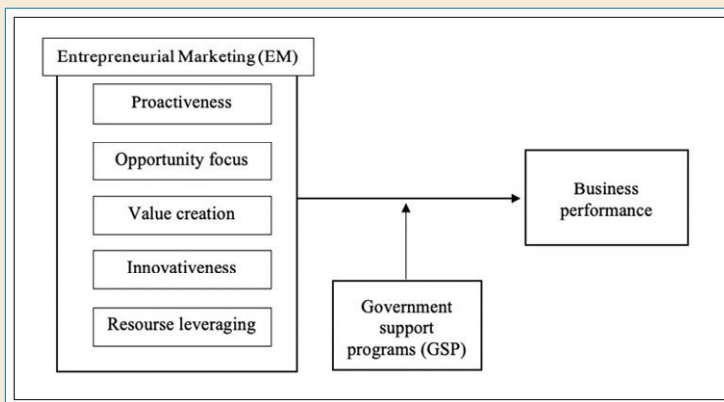 Entrepreneurial Marketing (EM)
Proactiveness
Opportunity focus
Value creation
Innovativeness
Resourse leveraging
Business
performance
Government
support
programs (GSP)